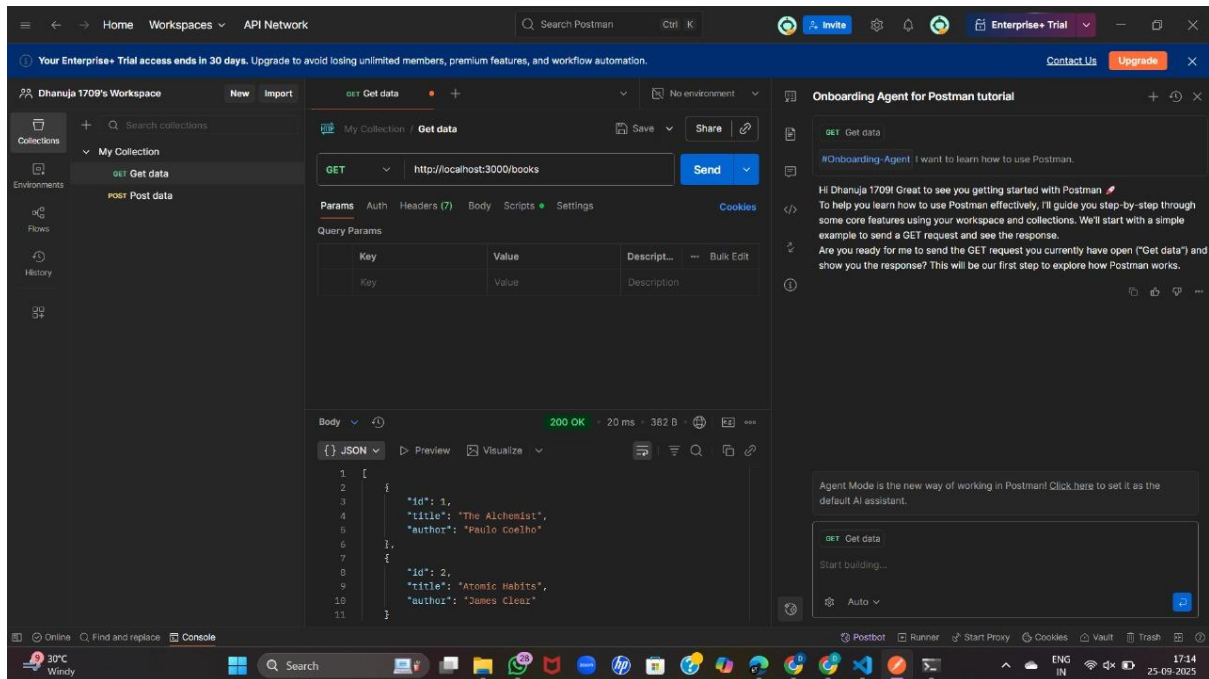 Home Workspaces API Network Search Postman Ctrl K Invite Enterprise+ Trial
Your Enterprise+ Trial access ends in 30 days. Upgrade to avoid losing unlimited members, premium features, and workflow automation. Contact Us Upgrade
Dhanuja 1709's Workspace New Import
Collections
Environments
Flows
History
Search collections
My Collection
GET Get data
POST Post data
GET Get data No environment
HTTP My Collection / Get data Save Share
GET http://localhost:3000/books Send
Params Auth Headers (7) Body Scripts Settings Cookies
Query Params
Key Value Descript... Bulk Edit
Key Value Description
Body 200 OK 20 ms 382 B
{} JSON Preview Visualize
1 [
2 {
3 "id": 1,
4 "title": "The Alchemist",
5 "author": "Paulo Coelho"
6 },
7 {
8 "id": 2,
9 "title": "Atomic Habits",
10 "author": "James Clear"
11 }
Onboarding Agent for Postman tutorial
GET Get data
#Onboarding-Agent I want to learn how to use Postman.
Hi Dhanuja 1709! Great to see you getting started with Postman 🚀
To help you learn how to use Postman effectively, I'll guide you step-by-step through
some core features using your workspace and collections. We'll start with a simple
example to send a GET request and see the response.
Are you ready for me to send the GET request you currently have open ("Get data") and
show you the response? This will be our first step to explore how Postman works.
Agent Mode is the new way of working in Postman! Click here to set it as the
default AI assistant.
GET Get data
Start building...
Auto
Online Find and replace Console Postbot Runner Start Proxy Cookies Vault Trash
9 30°C
Windy
Search
28
zoom
hp
ENG
IN
17:14
25-09-2025